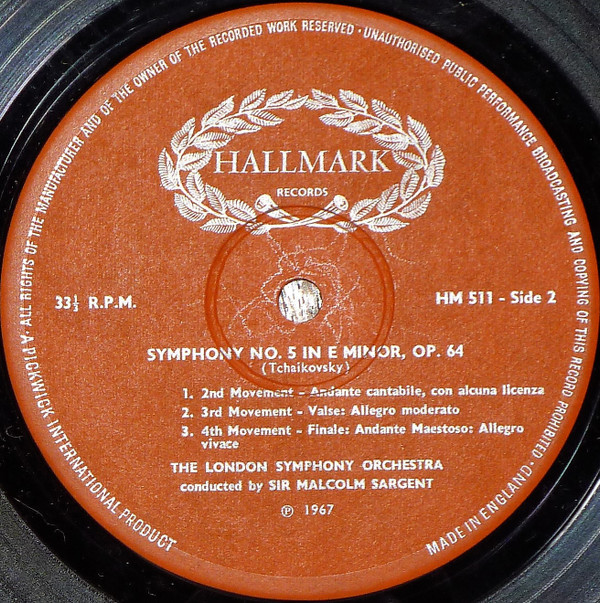 A PICKWICK INTERNATIONAL PRODUCT
· ALL RIGHTS OF THE MANUFACTURER AND OF THE OWNER OF THE RECORDED WORK RESERVED · UNAUTHORISED PUBLIC PERFORMANCE BROADCASTING AND COPYING OF THIS RECORD PROHIBITED ·
HALLMARK
RECORDS
33⅓ R.P.M.
HM 511 - Side 2
SYMPHONY NO. 5 IN E MINOR, OP. 64
(Tchaikovsky)
1. 2nd Movement – Andante cantabile, con alcuna licenza
2. 3rd Movement – Valse: Allegro moderato
3. 4th Movement – Finale: Andante Maestoso: Allegro
vivace
THE LONDON SYMPHONY ORCHESTRA
conducted by SIR MALCOLM SARGENT
℗ 1967
MADE IN ENGLAND · D